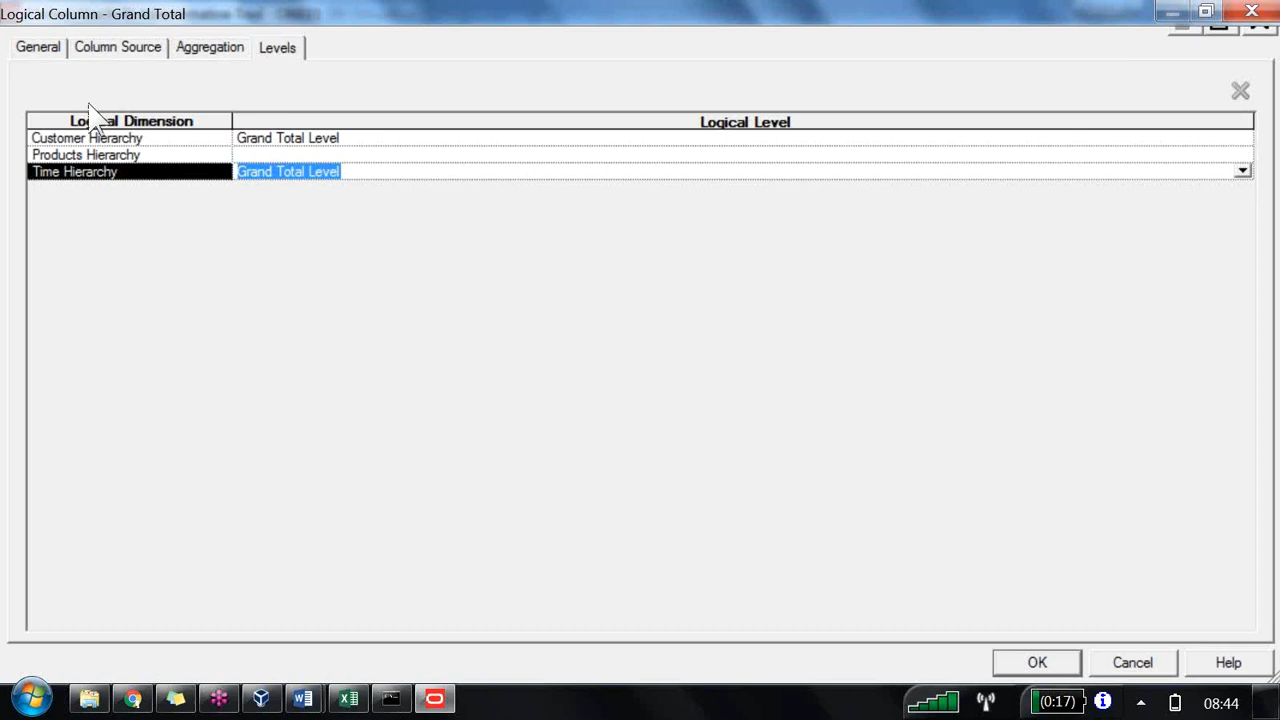 Logical Column - Grand Total
General Column Source Aggregation Levels
Logical Dimension Logical Level
Customer Hierarchy Grand Total Level
Products Hierarchy
Time Hierarchy Grand Total Level
OK Cancel Help
(0:17) 08:44